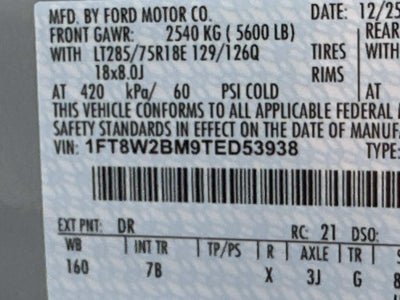 MFD. BY FORD MOTOR CO. DATE: 12/25
FRONT GAWR: 2540 KG ( 5600 LB) REAR
WITH LT285/75R18E 129/126Q TIRES WITH
18x8.0J RIMS
AT 420 kPa/ 60 PSI COLD AT
THIS VEHICLE CONFORMS TO ALL APPLICABLE FEDERAL
SAFETY STANDARDS IN EFFECT ON THE DATE OF MANUFA
VIN: 1FT8W2BM9TED53938 TYPE:
EXT PNT: DR RC: 21 DSO:
WB INT TR TP/PS R AXLE TR
160 7B X 3J G